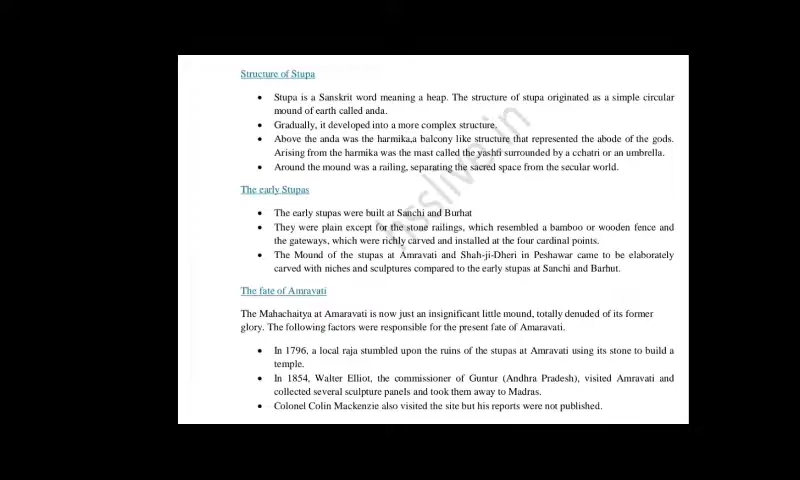 Structure of Stupa
• Stupa is a Sanskrit word meaning a heap. The structure of stupa originated as a simple circular
mound of earth called anda.
• Gradually, it developed into a more complex structure.
• Above the anda was the harmika,a balcony like structure that represented the abode of the gods.
Arising from the harmika was the mast called the yashti surrounded by a cchatri or an umbrella.
• Around the mound was a railing, separating the sacred space from the secular world.
The early Stupas
• The early stupas were built at Sanchi and Burhat
• They were plain except for the stone railings, which resembled a bamboo or wooden fence and
the gateways, which were richly carved and installed at the four cardinal points.
• The Mound of the stupas at Amravati and Shah-ji-Dheri in Peshawar came to be elaborately
carved with niches and sculptures compared to the early stupas at Sanchi and Barhut.
The fate of Amravati
The Mahachaitya at Amaravati is now just an insignificant little mound, totally denuded of its former
glory. The following factors were responsible for the present fate of Amaravati.
• In 1796, a local raja stumbled upon the ruins of the stupas at Amravati using its stone to build a
temple.
• In 1854, Walter Elliot, the commissioner of Guntur (Andhra Pradesh), visited Amravati and
collected several sculpture panels and took them away to Madras.
• Colonel Colin Mackenzie also visited the site but his reports were not published.
hsslive.in